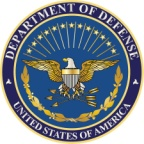 DEPARTMENT OF DEFENSE
UNITED STATES OF AMERICA